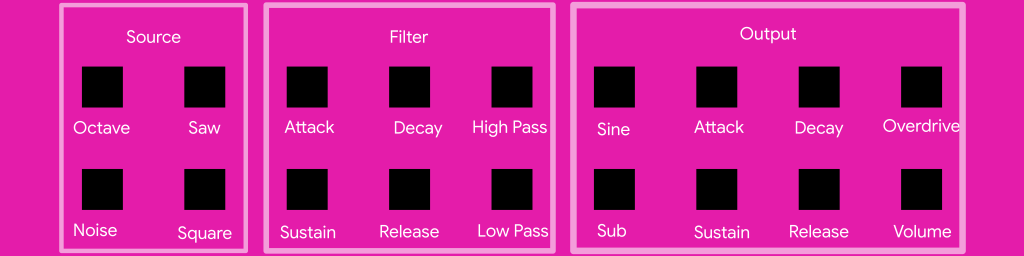 Source
Octave Saw
Noise Square
Filter
Attack Decay High Pass
Sustain Release Low Pass
Output
Sine Attack Decay Overdrive
Sub Sustain Release Volume